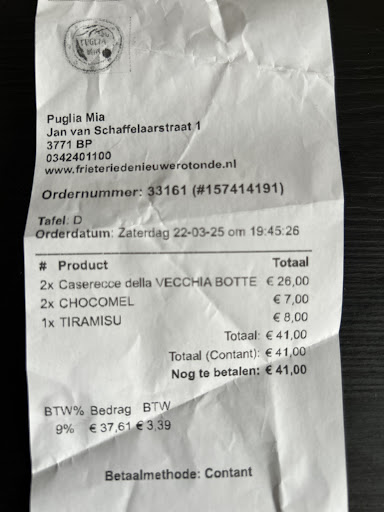 PUGLIA
MIA
Puglia Mia
Jan van Schaffelaarstraat 1
3771 BP
0342401100
www.frieteriedenieuwerotonde.nl
Ordernummer: 33161 (#157414191)
Tafel: D
Orderdatum: Zaterdag 22-03-25 om 19:45:26
# Product Totaal
2x Caserecce della VECCHIA BOTTE € 26,00
2x CHOCOMEL € 7,00
1x TIRAMISU € 8,00
Totaal: € 41,00
Totaal (Contant): € 41,00
Nog te betalen: € 41,00
BTW% Bedrag BTW
9% € 37,61 € 3,39
Betaalmethode: Contant